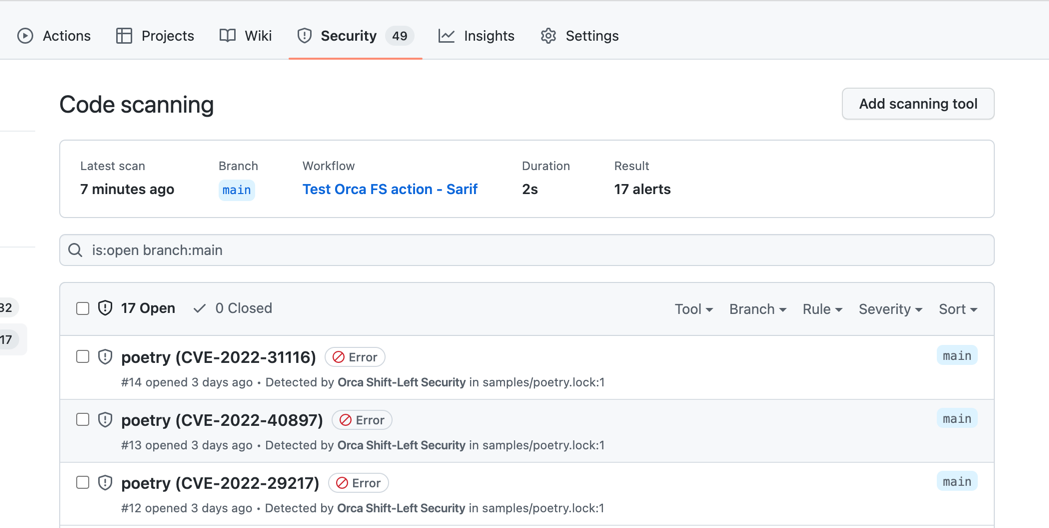 Actions Projects Wiki Security 49 Insights Settings
Code scanning Add scanning tool
Latest scan Branch Workflow Duration Result
7 minutes ago main Test Orca FS action - Sarif 2s 17 alerts
is:open branch:main
32 17 Open 0 Closed Tool Branch Rule Severity Sort
17
poetry (CVE-2022-31116) Error main
#14 opened 3 days ago • Detected by Orca Shift-Left Security in samples/poetry.lock:1
poetry (CVE-2022-40897) Error main
#13 opened 3 days ago • Detected by Orca Shift-Left Security in samples/poetry.lock:1
poetry (CVE-2022-29217) Error main
#12 opened 3 days ago • Detected by Orca Shift-Left Security in samples/poetry.lock:1